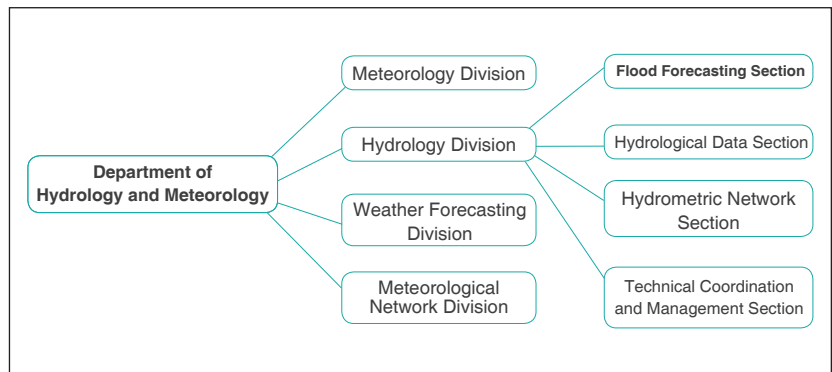 Department of
Hydrology and Meteorology
Meteorology Division
Hydrology Division
Weather Forecasting
Division
Meteorological
Network Division
Flood Forecasting Section
Hydrological Data Section
Hydrometric Network
Section
Technical Coordination
and Management Section